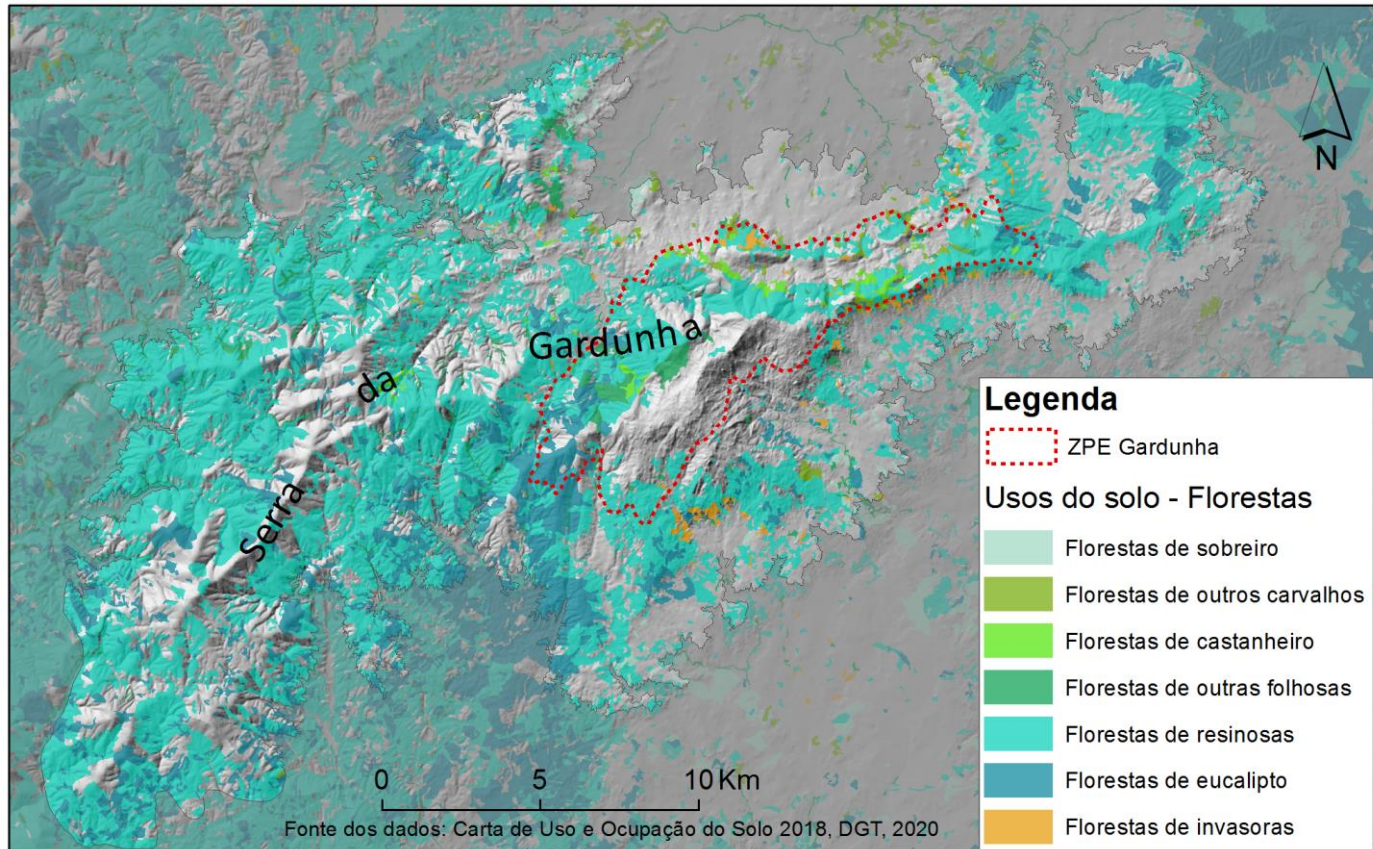 N
Gardunha
da
Serra
Legenda
ZPE Gardunha
Usos do solo - Florestas
Florestas de sobreiro
Florestas de outros carvalhos
Florestas de castanheiro
Florestas de outras folhosas
Florestas de resinosas
Florestas de eucalipto
Florestas de invasoras
0 5 10 Km
Fonte dos dados: Carta de Uso e Ocupação do Solo 2018, DGT, 2020